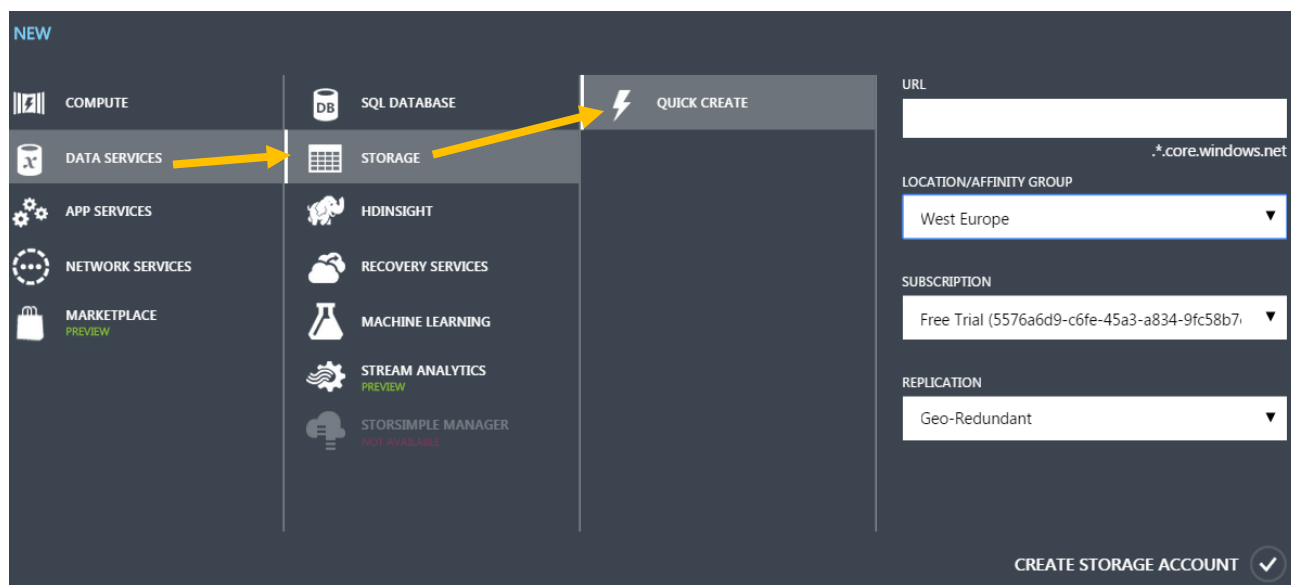 NEW
COMPUTE
DATA SERVICES
APP SERVICES
NETWORK SERVICES
MARKETPLACE
PREVIEW
DB
SQL DATABASE
STORAGE
HDINSIGHT
RECOVERY SERVICES
MACHINE LEARNING
STREAM ANALYTICS
PREVIEW
STORSIMPLE MANAGER
NOT AVAILABLE
QUICK CREATE
URL
.*.core.windows.net
LOCATION/AFFINITY GROUP
West Europe
SUBSCRIPTION
Free Trial (5576a6d9-c6fe-45a3-a834-9fc58b7
REPLICATION
Geo-Redundant
CREATE STORAGE ACCOUNT